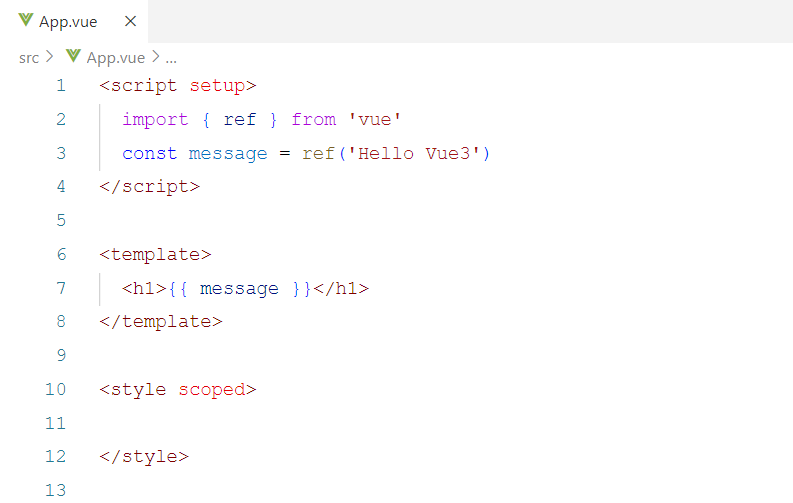 App.vue ×
src > App.vue > ...
1 <script setup>
2 import { ref } from 'vue'
3 const message = ref('Hello Vue3')
4 </script>
5
6 <template>
7 <h1>{{ message }}</h1>
8 </template>
9
10 <style scoped>
11
12 </style>
13